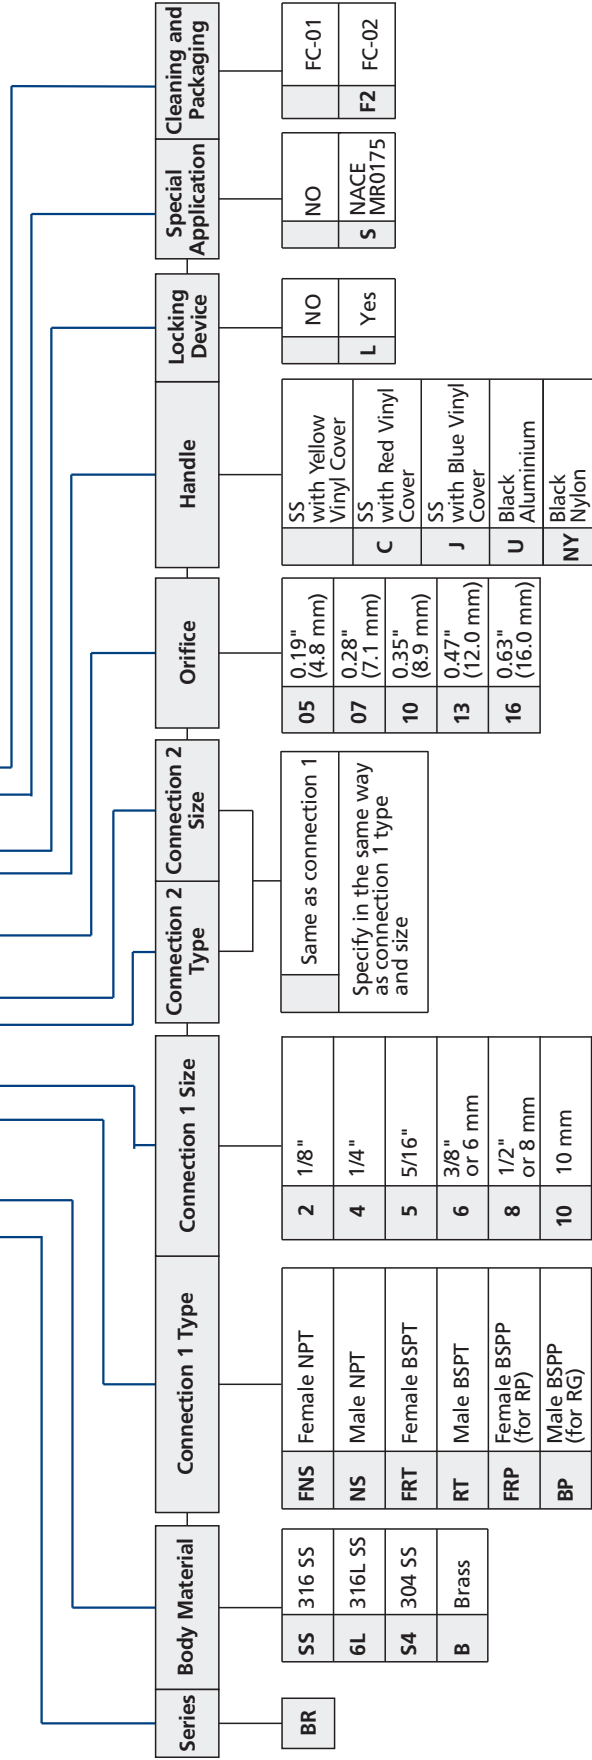 Series
BR
Body Material
SS 316 SS
6L 316L SS
S4 304 SS
B Brass
Connection 1 Type
FNS Female NPT
NS Male NPT
FRT Female BSPT
RT Male BSPT
FRP Female BSPP
(for RP)
BP Male BSPP
(for RG)
Connection 1 Size
2 1/8"
4 1/4"
5 5/16"
6 3/8"
or 6 mm
8 1/2"
or 8 mm
10 10 mm
Connection 2
Type
Connection 2
Size
Same as connection 1
Specify in the same way
as connection 1 type
and size
Orifice
05 0.19"
(4.8 mm)
07 0.28"
(7.1 mm)
10 0.35"
(8.9 mm)
13 0.47"
(12.0 mm)
16 0.63"
(16.0 mm)
Handle
SS
with Yellow
Vinyl Cover
C SS
with Red Vinyl
Cover
J SS
with Blue Vinyl
Cover
U Black
Aluminium
NY Black
Nylon
Locking
Device
NO
L Yes
Special
Application
NO
S NACE
MR0175
Cleaning and
Packaging
FC-01
F2 FC-02